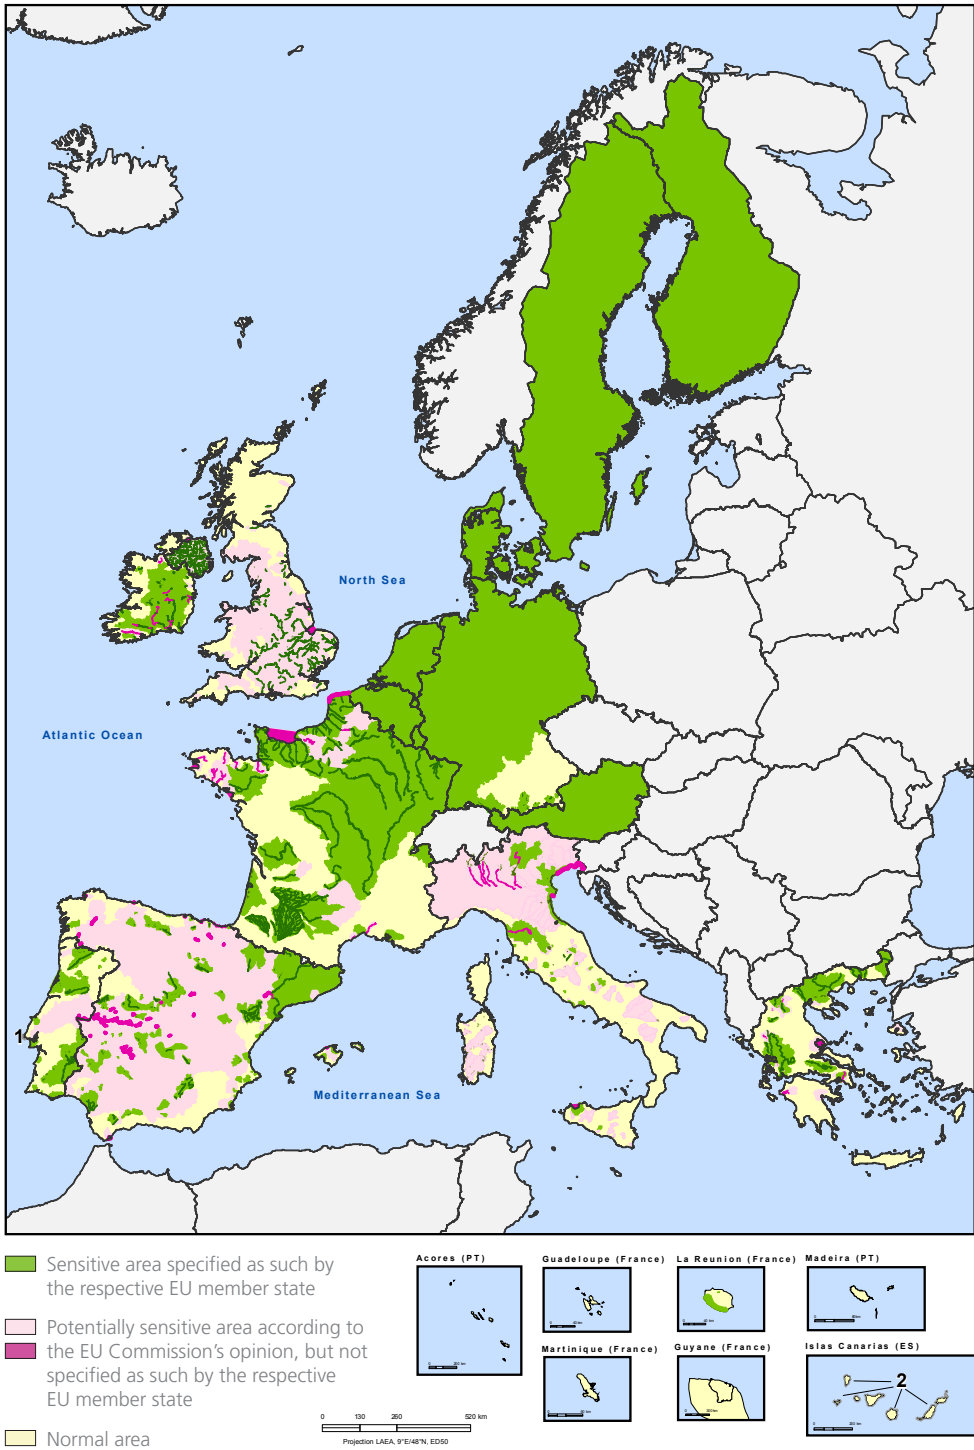 North Sea
Atlantic Ocean
1
Mediterranean Sea
Sensitive area specified as such by
the respective EU member state
Potentially sensitive area according to
the EU Commission's opinion, but not
specified as such by the respective
EU member state
Normal area
0 130 260 520 km
Projection LAEA, 9°E/48°N, ED50
Acores (PT)
Guadeloupe (France)
La Reunion (France)
Madeira (PT)
Martinique (France)
Guyane (France)
Islas Canarias (ES)
2